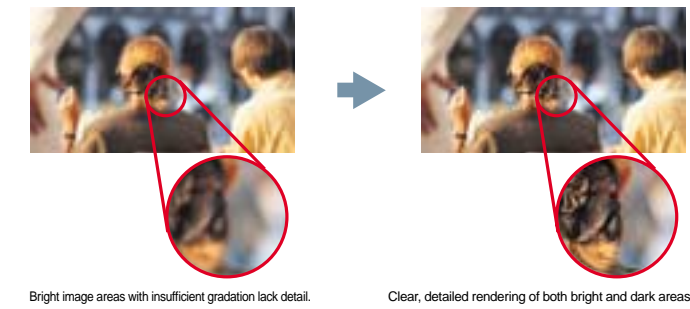 Bright image areas with insufficient gradation lack detail.
Clear, detailed rendering of both bright and dark areas